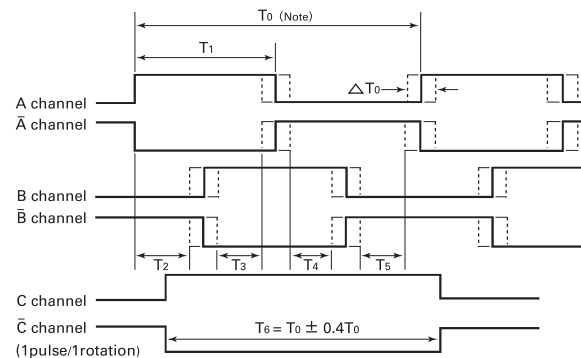 T0 (Note)
T1
△T0
A channel
Ā channel
B channel
B̄ channel
T2 T3 T4 T5
C channel
C̄ channel
T6 = T0 ± 0.4T0
(1pulse/1rotation)